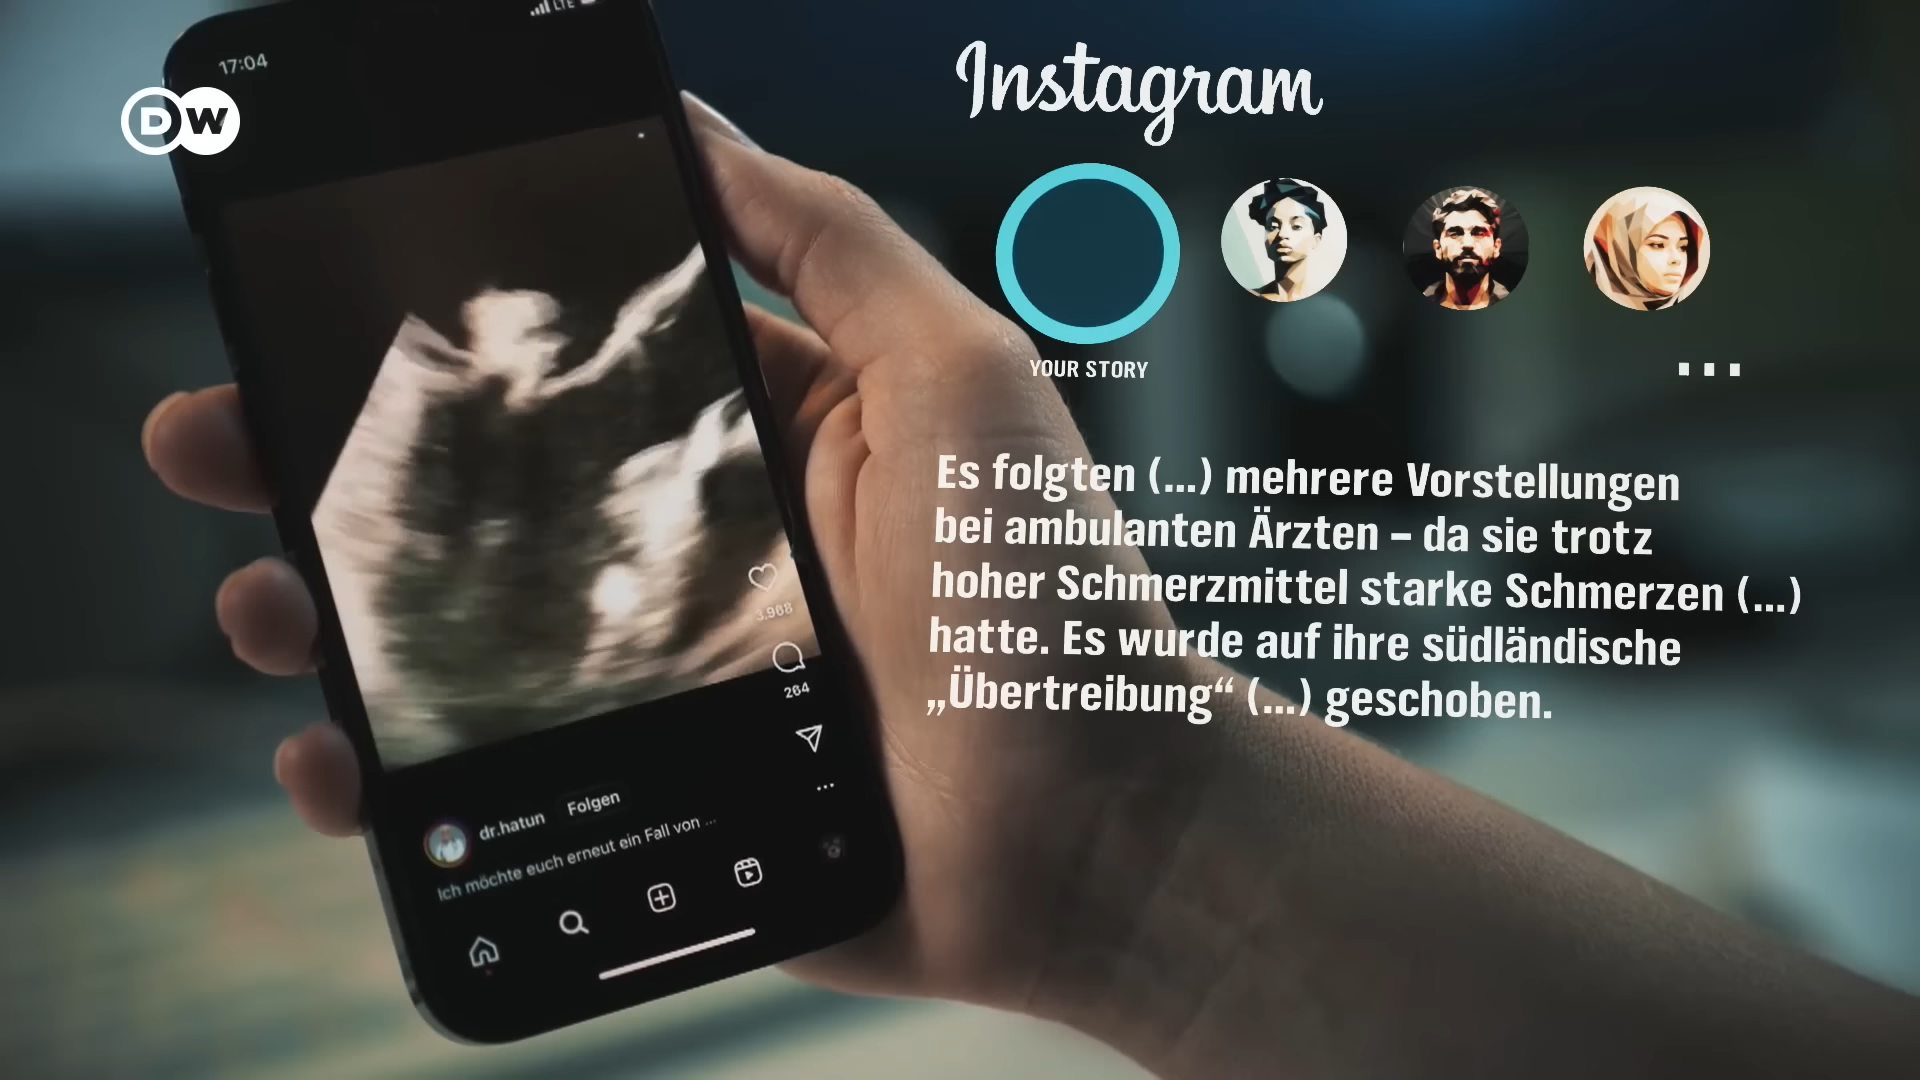 17:04
LTE
DW
Instagram
YOUR STORY
...
Es folgten (...) mehrere Vorstellungen
bei ambulanten Ärzten – da sie trotz
hoher Schmerzmittel starke Schmerzen (...)
hatte. Es wurde auf ihre südländische
„Übertreibung“ (...) geschoben.
3.968
264
dr.hatun Folgen
Ich möchte euch erneut ein Fall von ...